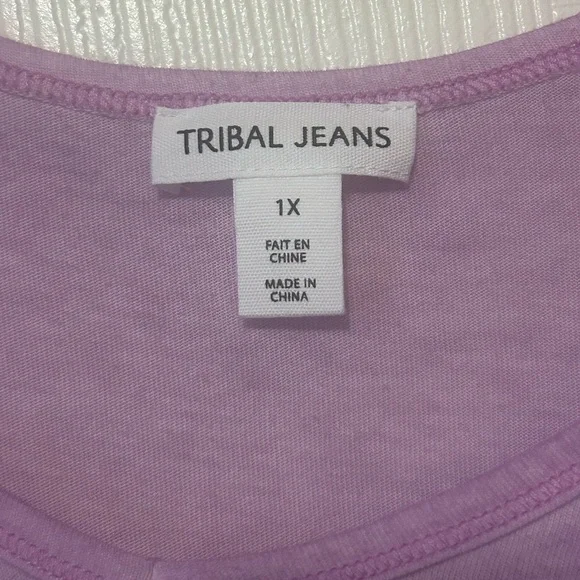 TRIBAL JEANS
1X
FAIT EN
CHINE
MADE IN
CHINA